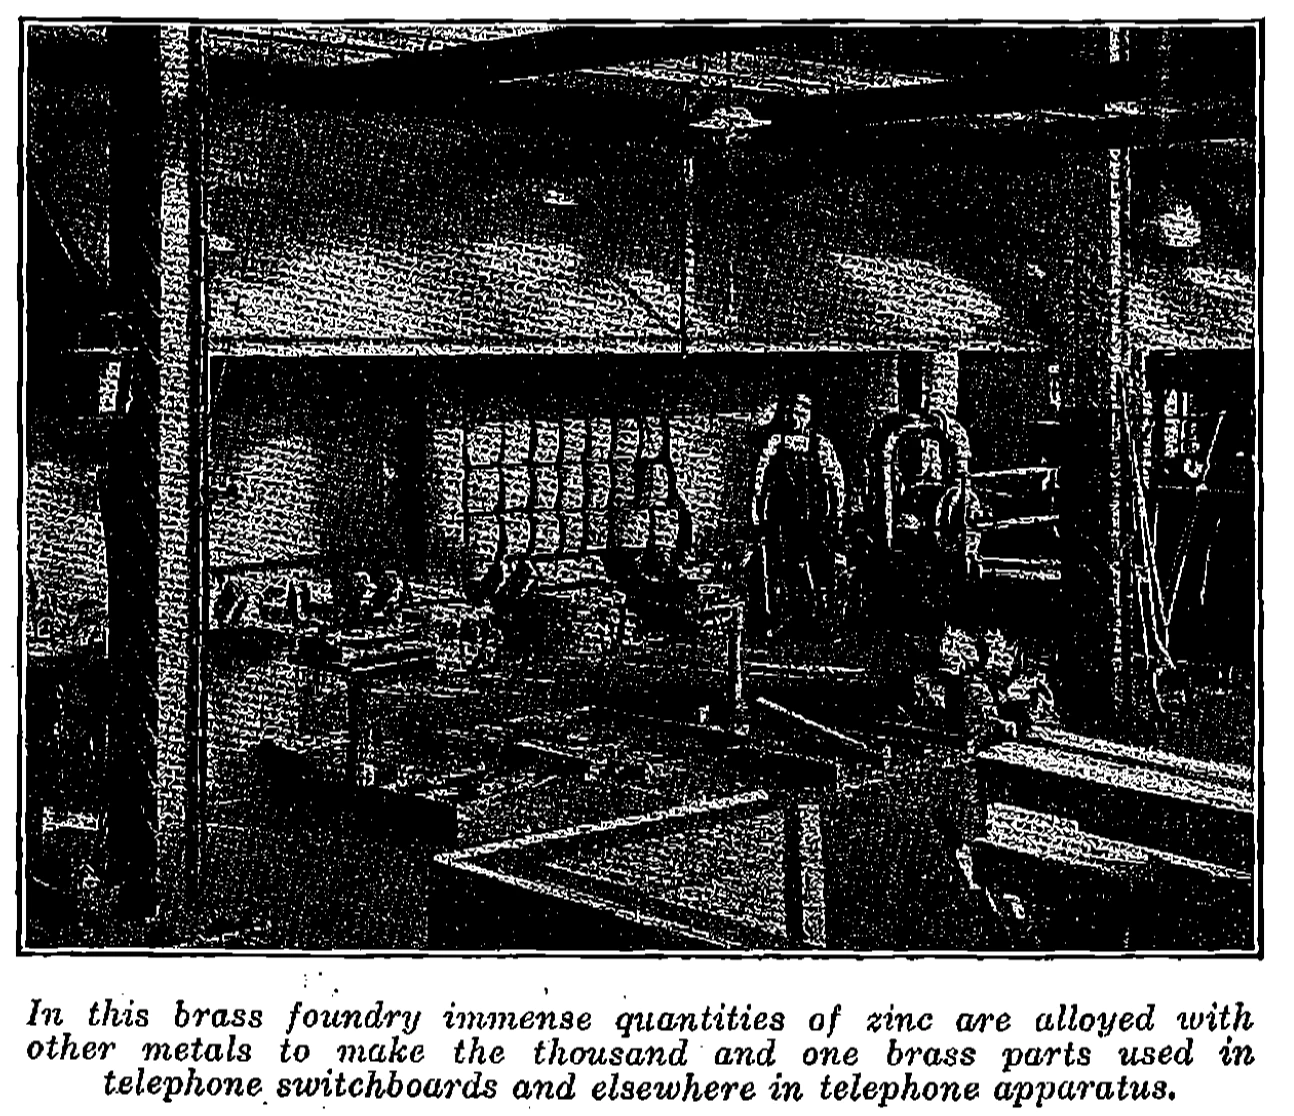 In this brass foundry immense quantities of zinc are alloyed with
other metals to make the thousand and one brass parts used in
telephone switchboards and elsewhere in telephone apparatus.